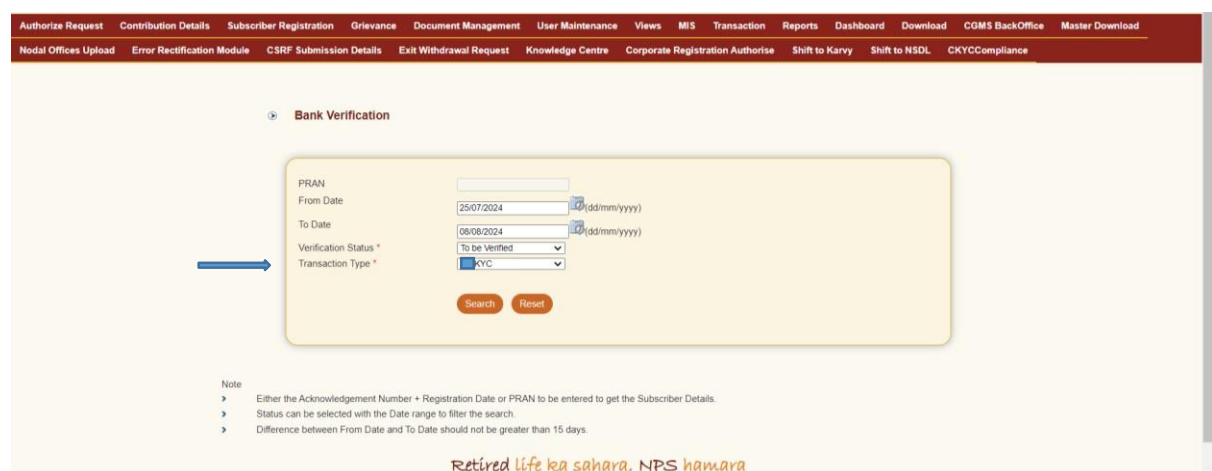 Authorize Request Contribution Details Subscriber Registration Grievance Document Management User Maintenance Views MIS Transaction Reports Dashboard Download CGMS BackOffice Master Download
Nodal Offices Upload Error Rectification Module CSRF Submission Details Exit Withdrawal Request Knowledge Centre Corporate Registration Authorise Shift to Karvy Shift to NSDL CKYCCompliance
Bank Verification
PRAN
From Date 25/07/2024 (dd/mm/yyyy)
To Date 08/08/2024 (dd/mm/yyyy)
Verification Status * To be Verified
Transaction Type * KYC
Search Reset
Note
Either the Acknowledgement Number + Registration Date or PRAN to be entered to get the Subscriber Details.
Status can be selected with the Date range to filter the search.
Difference between From Date and To Date should not be greater than 15 days.
Retired life ka sahara, NPS hamara